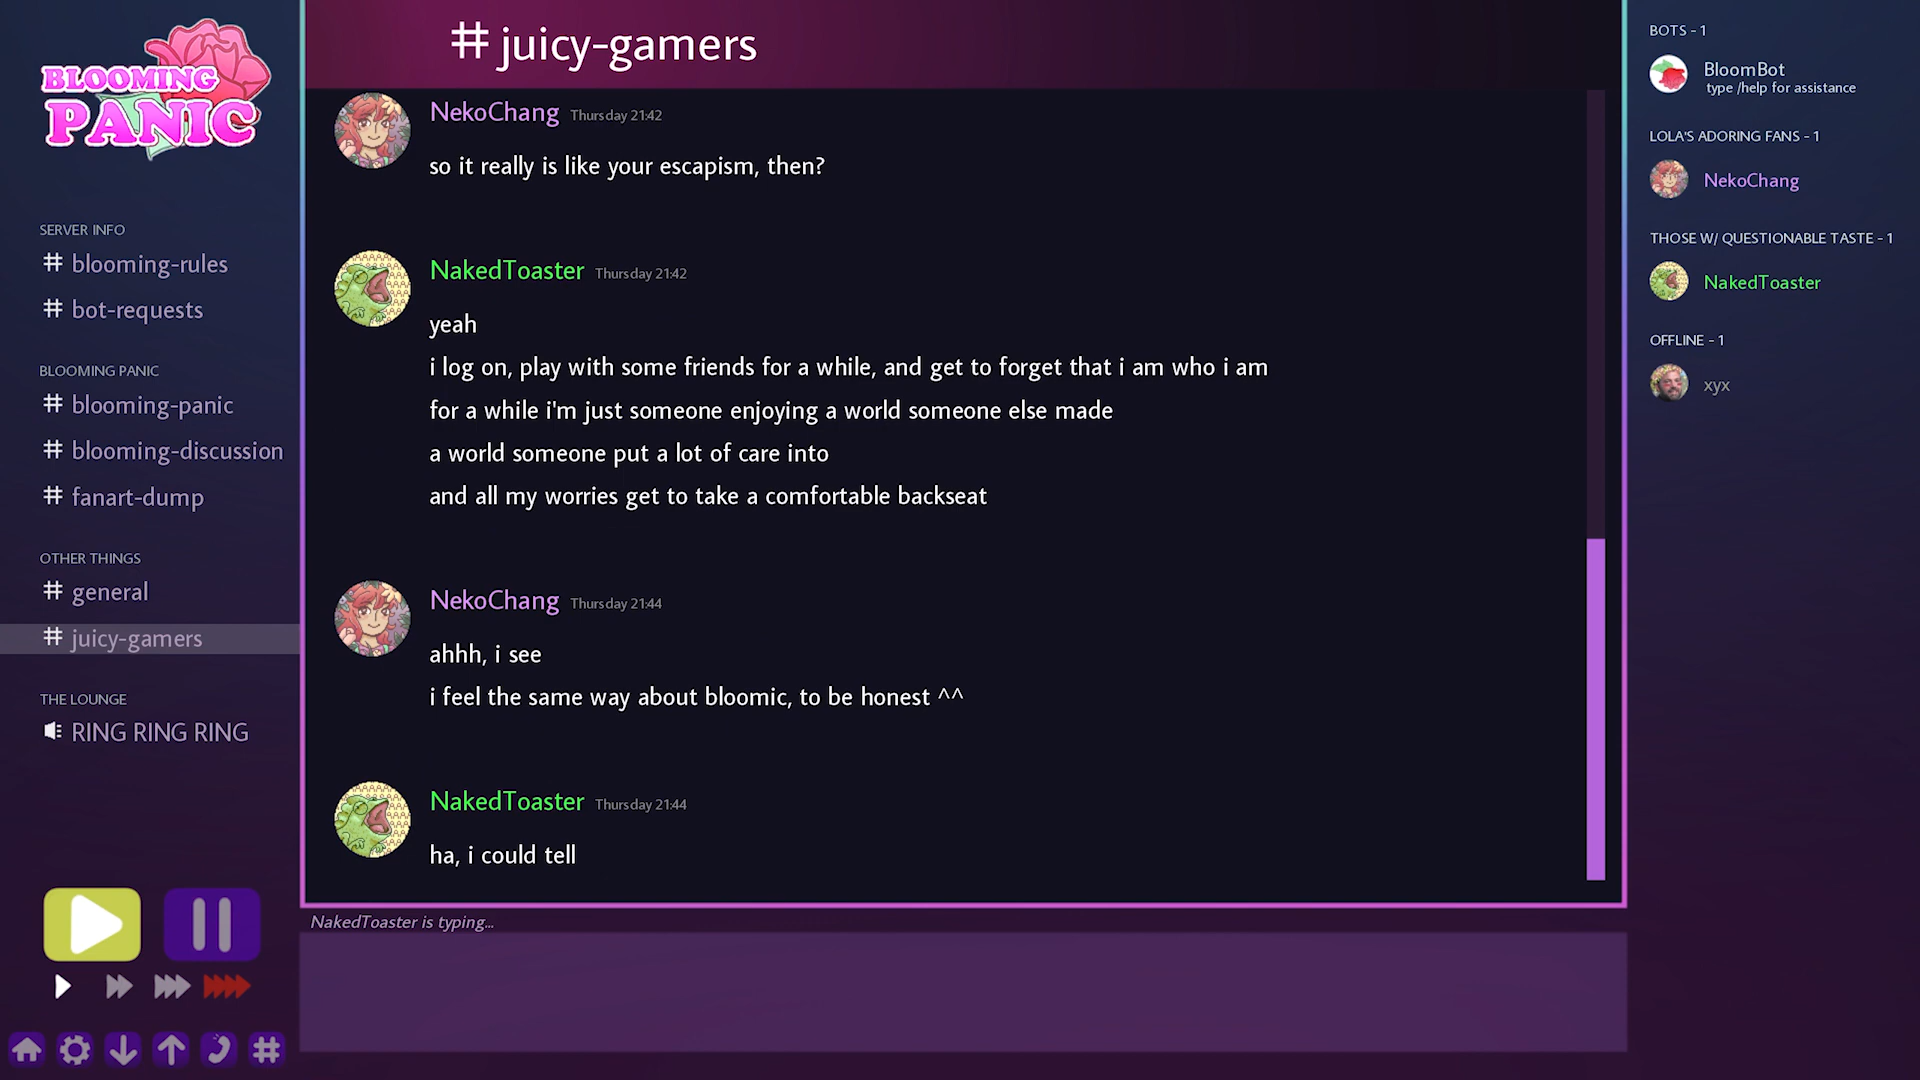 BLOOMING
PANIC
SERVER INFO
# blooming-rules
# bot-requests
BLOOMING PANIC
# blooming-panic
# blooming-discussion
# fanart-dump
OTHER THINGS
# general
# juicy-gamers
THE LOUNGE
RING RING RING
# juicy-gamers
NekoChang Thursday 21:42
so it really is like your escapism, then?
NakedToaster Thursday 21:42
yeah
i log on, play with some friends for a while, and get to forget that i am who i am
for a while i'm just someone enjoying a world someone else made
a world someone put a lot of care into
and all my worries get to take a comfortable backseat
NekoChang Thursday 21:44
ahhh, i see
i feel the same way about bloomic, to be honest ^^
NakedToaster Thursday 21:44
ha, i could tell
NakedToaster is typing...
BOTS - 1
BloomBot
type /help for assistance
LOLA'S ADORING FANS - 1
NekoChang
THOSE W/ QUESTIONABLE TASTE - 1
NakedToaster
OFFLINE - 1
xyx